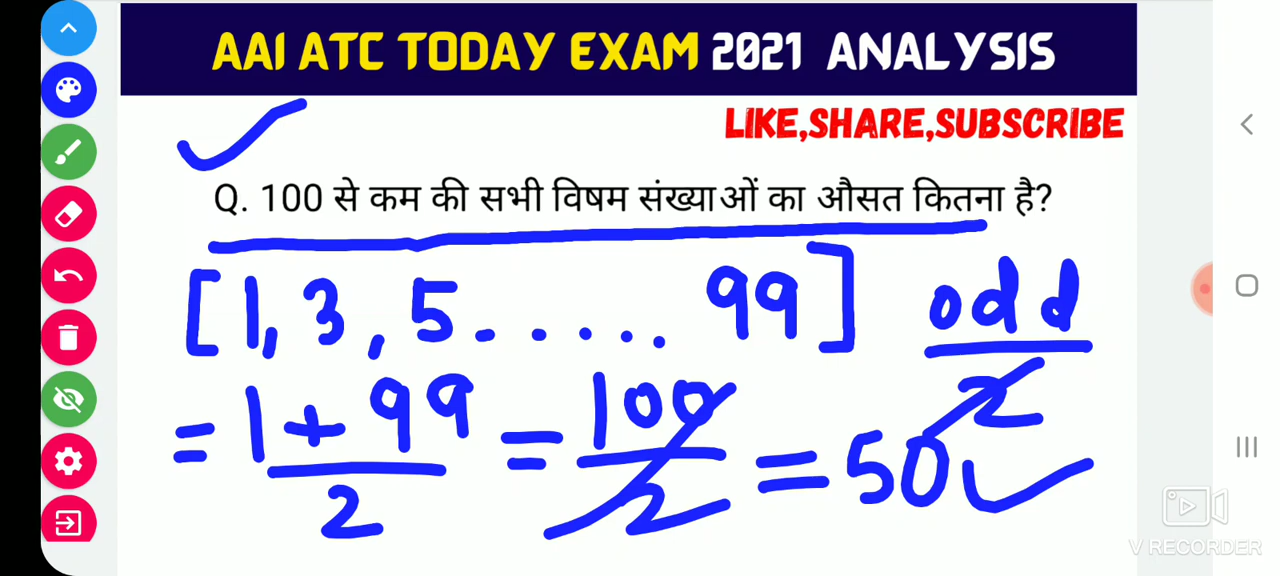 AAI ATC TODAY EXAM 2021 ANALYSIS
LIKE,SHARE,SUBSCRIBE
Q. 100 से कम की सभी विषम संख्याओं का औसत कितना है?
[1, 3, 5 . . . . . 99] odd
= 1 + 99 / 2 = 100 / 2 = 50 2
V RECORDER